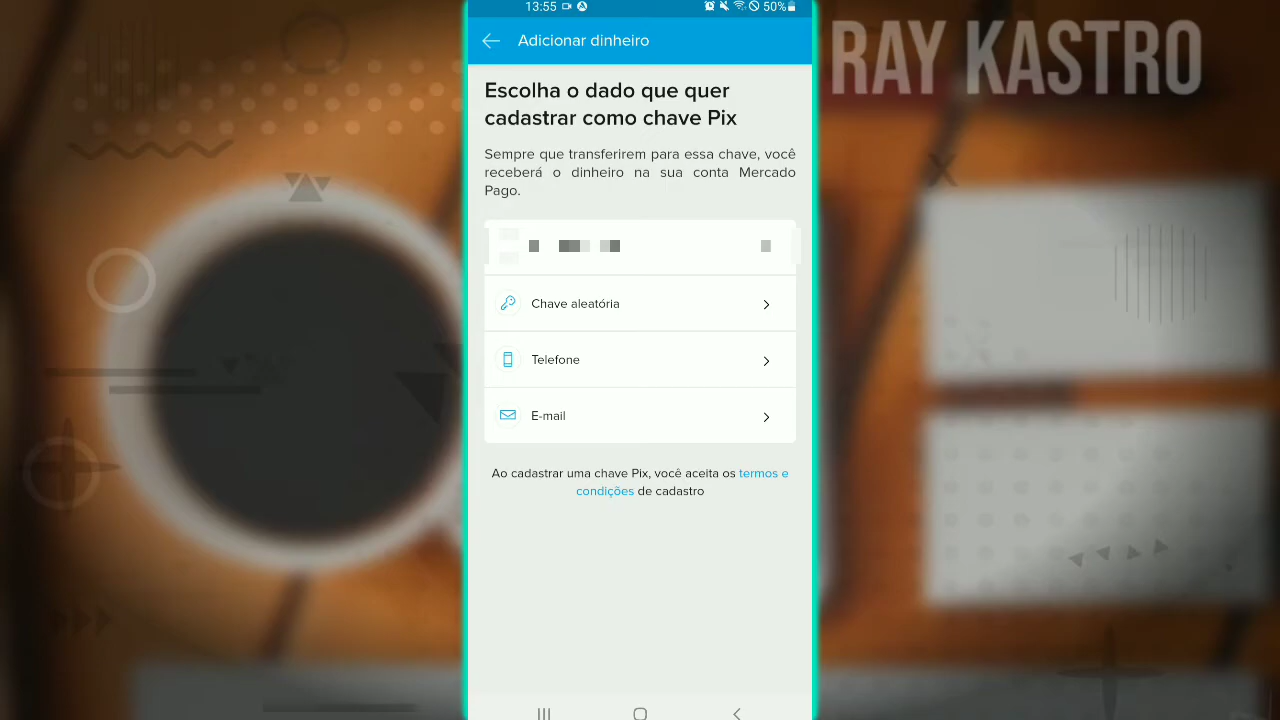 13:55
50%
Adicionar dinheiro
RAY KASTRO
Escolha o dado que quer
cadastrar como chave Pix
Sempre que transferirem para essa chave, você
receberá o dinheiro na sua conta Mercado
Pago.
Chave aleatória
Telefone
E-mail
Ao cadastrar uma chave Pix, você aceita os termos e
condições de cadastro